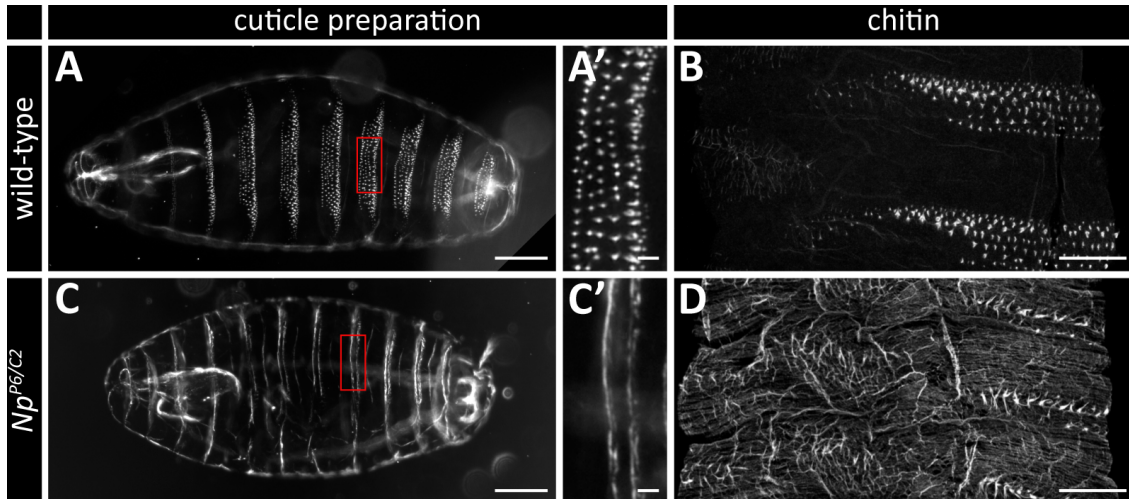 cuticle preparation
chitin
wild-type
A
A'
B
Np^P6/C2
C
C'
D